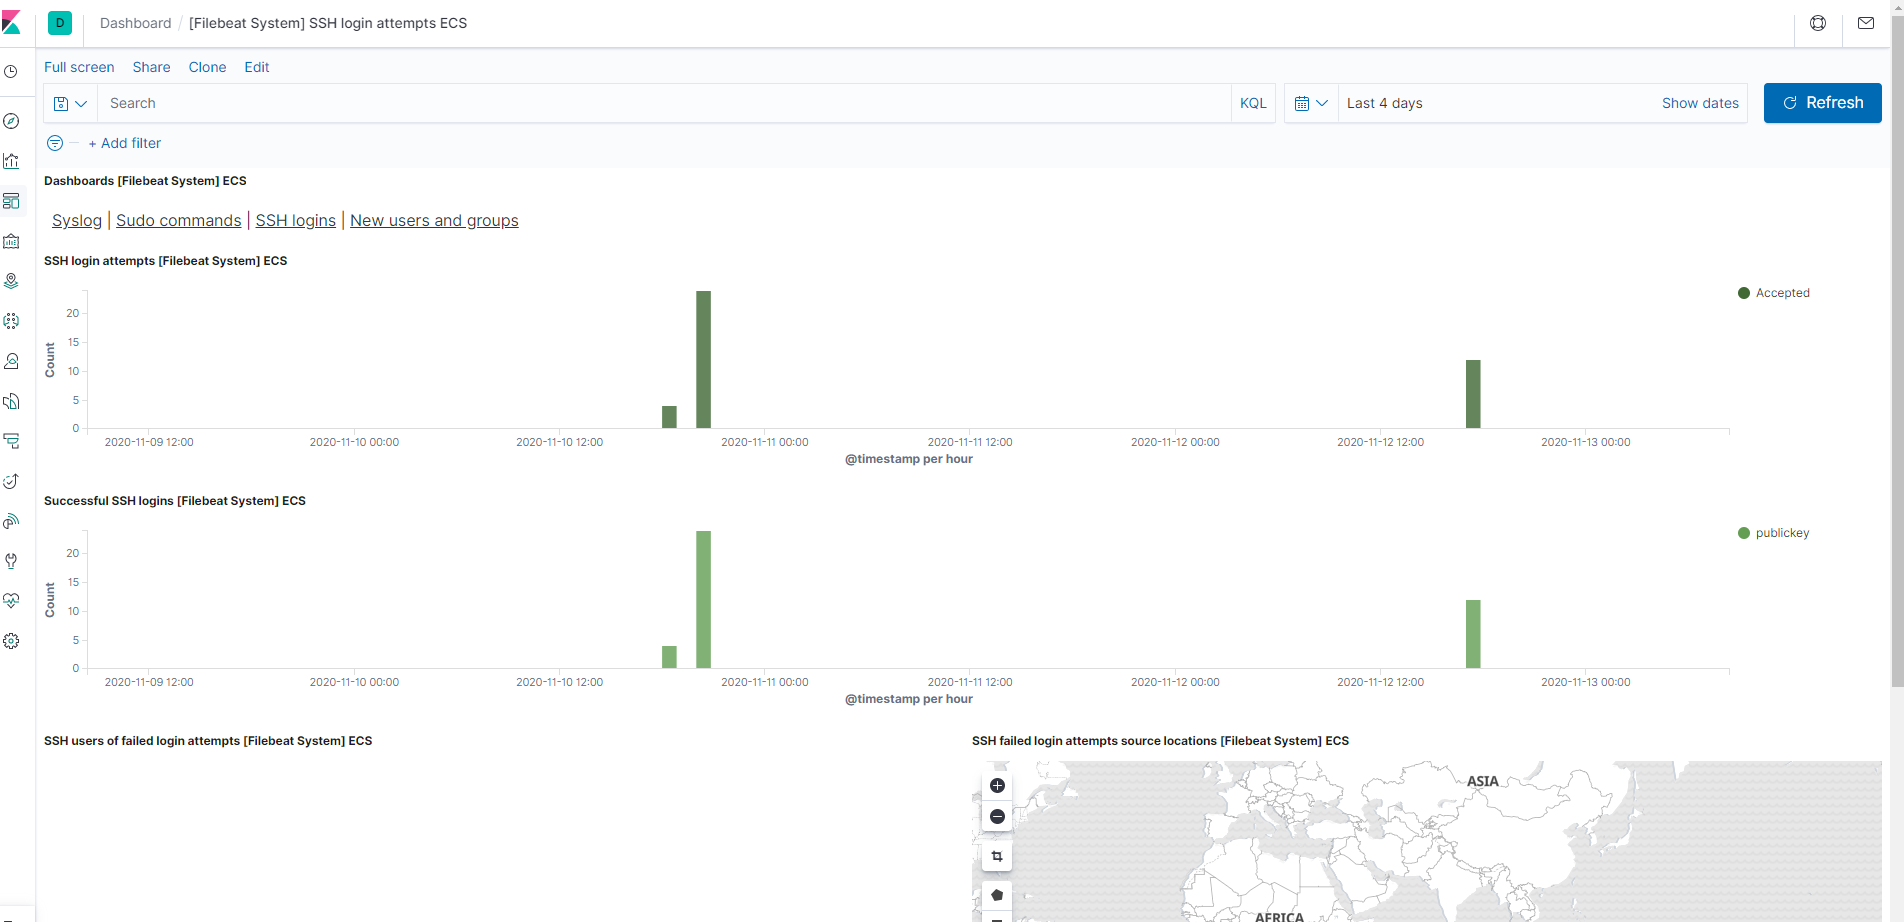 D Dashboard / [Filebeat System] SSH login attempts ECS
Full screen Share Clone Edit
Search KQL Last 4 days Show dates Refresh
+ Add filter
Dashboards [Filebeat System] ECS
Syslog | Sudo commands | SSH logins | New users and groups
SSH login attempts [Filebeat System] ECS
Accepted
20
15
10
5
0
Count
2020-11-09 12:00 2020-11-10 00:00 2020-11-10 12:00 2020-11-11 00:00 2020-11-11 12:00 2020-11-12 00:00 2020-11-12 12:00 2020-11-13 00:00
@timestamp per hour
Successful SSH logins [Filebeat System] ECS
publickey
20
15
10
5
0
Count
2020-11-09 12:00 2020-11-10 00:00 2020-11-10 12:00 2020-11-11 00:00 2020-11-11 12:00 2020-11-12 00:00 2020-11-12 12:00 2020-11-13 00:00
@timestamp per hour
SSH users of failed login attempts [Filebeat System] ECS
SSH failed login attempts source locations [Filebeat System] ECS
ASIA
AFRICA